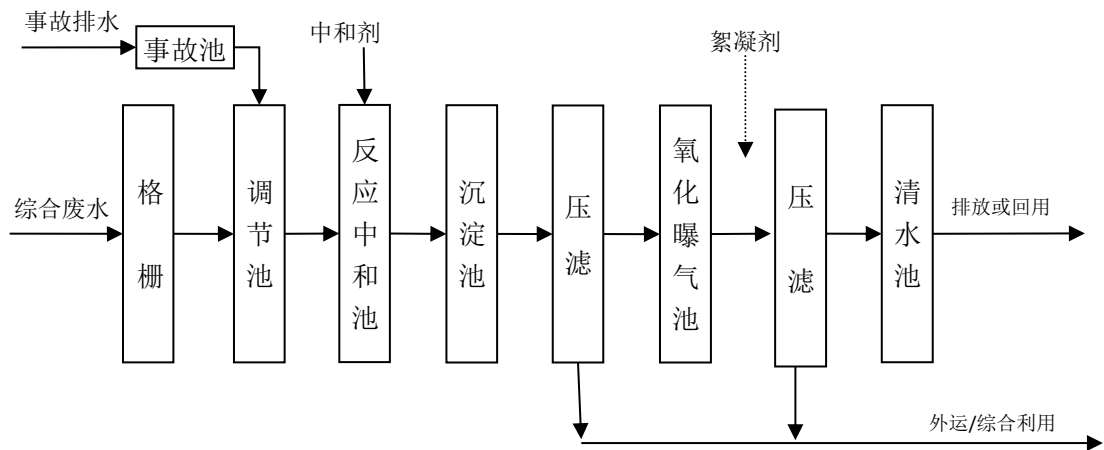 事故排水
事故池
中和剂
絮凝剂
综合废水
格栅
调节池
反应中和池
沉淀池
压滤
氧化曝气池
压滤
清水池
排放或回用
外运/综合利用